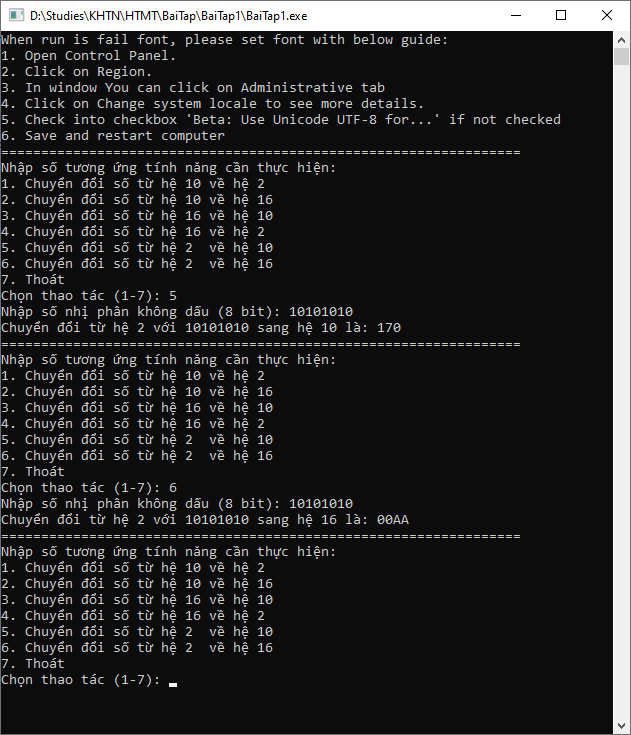 D:\Studies\KHTN\HTMT\BaiTap\BaiTap1\BaiTap1.exe
When run is fail font, please set font with below guide:
1. Open Control Panel.
2. Click on Region.
3. In window You can click on Administrative tab
4. Click on Change system locale to see more details.
5. Check into checkbox 'Beta: Use Unicode UTF-8 for...' if not checked
6. Save and restart computer
=================================================================
Nhập số tương ứng tính năng cần thực hiện:
1. Chuyển đổi số từ hệ 10 về hệ 2
2. Chuyển đổi số từ hệ 10 về hệ 16
3. Chuyển đổi số từ hệ 16 về hệ 10
4. Chuyển đổi số từ hệ 16 về hệ 2
5. Chuyển đổi số từ hệ 2  về hệ 10
6. Chuyển đổi số từ hệ 2  về hệ 16
7. Thoát
Chọn thao tác (1-7): 5
Nhập số nhị phân không dấu (8 bit): 10101010
Chuyển đổi từ hệ 2 với 10101010 sang hệ 10 là: 170
=================================================================
Nhập số tương ứng tính năng cần thực hiện:
1. Chuyển đổi số từ hệ 10 về hệ 2
2. Chuyển đổi số từ hệ 10 về hệ 16
3. Chuyển đổi số từ hệ 16 về hệ 10
4. Chuyển đổi số từ hệ 16 về hệ 2
5. Chuyển đổi số từ hệ 2  về hệ 10
6. Chuyển đổi số từ hệ 2  về hệ 16
7. Thoát
Chọn thao tác (1-7): 6
Nhập số nhị phân không dấu (8 bit): 10101010
Chuyển đổi từ hệ 2 với 10101010 sang hệ 16 là: 00AA
=================================================================
Nhập số tương ứng tính năng cần thực hiện:
1. Chuyển đổi số từ hệ 10 về hệ 2
2. Chuyển đổi số từ hệ 10 về hệ 16
3. Chuyển đổi số từ hệ 16 về hệ 10
4. Chuyển đổi số từ hệ 16 về hệ 2
5. Chuyển đổi số từ hệ 2  về hệ 10
6. Chuyển đổi số từ hệ 2  về hệ 16
7. Thoát
Chọn thao tác (1-7):